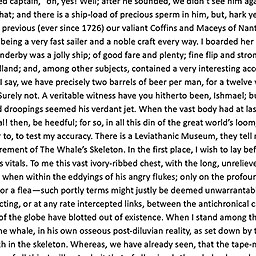 ed captain, "oh, yes! Well; after he sounded, we didn't see him aga
hat; and there is a ship-load of precious sperm in him, but, hark ye
previous (ever since 1726) our valiant Coffins and Maceys of Nant
being a very fast sailer and a noble craft every way. I boarded her
nderby was a jolly ship; of good fare and plenty; fine flip and stron
lland; and, among other subjects, contained a very interesting acco
I say, we have precisely two barrels of beer per man, for a twelve w
Surely not. A veritable witness have you hitherto been, Ishmael; bu
d droopings seemed his verdant jet. When the vast body had at las
al! then, be heedful; for so, in all this din of the great world's loom,
r to, to test my accuracy. There is a Leviathanic Museum, they tell m
rement of The Whale's Skeleton. In the first place, I wish to lay bef
s vitals. To me this vast ivory-ribbed chest, with the long, unrelieve
when within the eddyings of his angry flukes; only on the profoun
or a flea—such portly terms might justly be deemed unwarrantab
cting, or at any rate intercepted links, between the antichronical c
of the globe have blotted out of existence. When I stand among th
he whale, in his own osseous post-diluvian reality, as set down by t
th in the skeleton. Whereas, we have already seen, that the tape-m